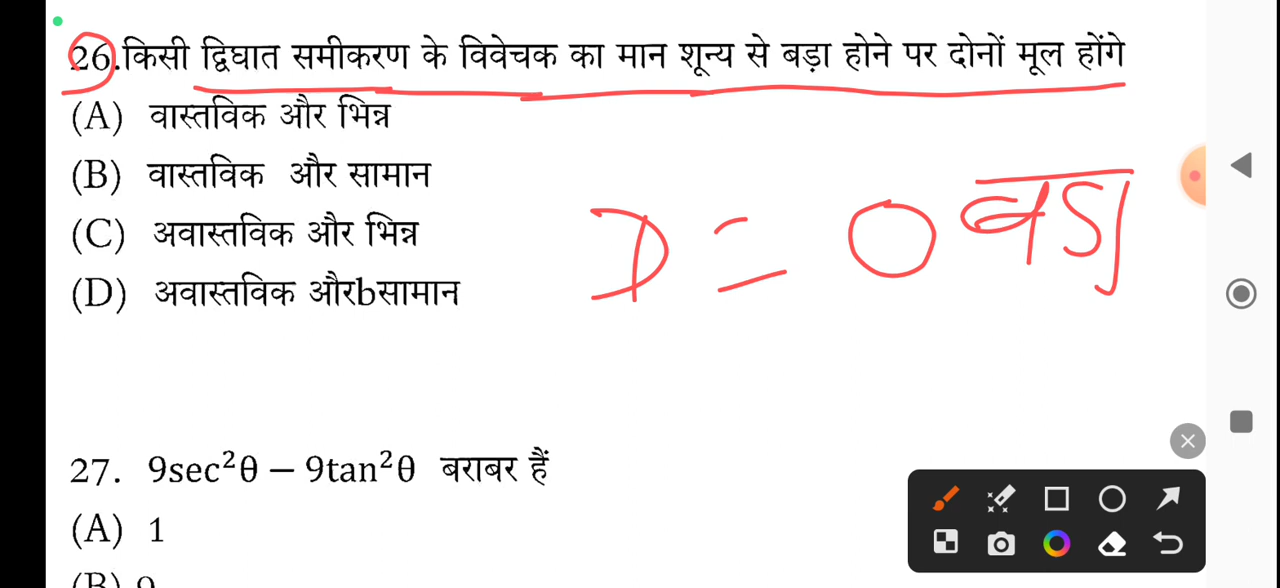 26.किसी द्विघात समीकरण के विवेचक का मान शून्य से बड़ा होने पर दोनों मूल होंगे
(A) वास्तविक और भिन्न
(B) वास्तविक और सामान
(C) अवास्तविक और भिन्न
(D) अवास्तविक औरbसामान
D = 0 बड़ा
27. 9sec²θ − 9tan²θ बराबर हैं
(A) 1
(B) 9